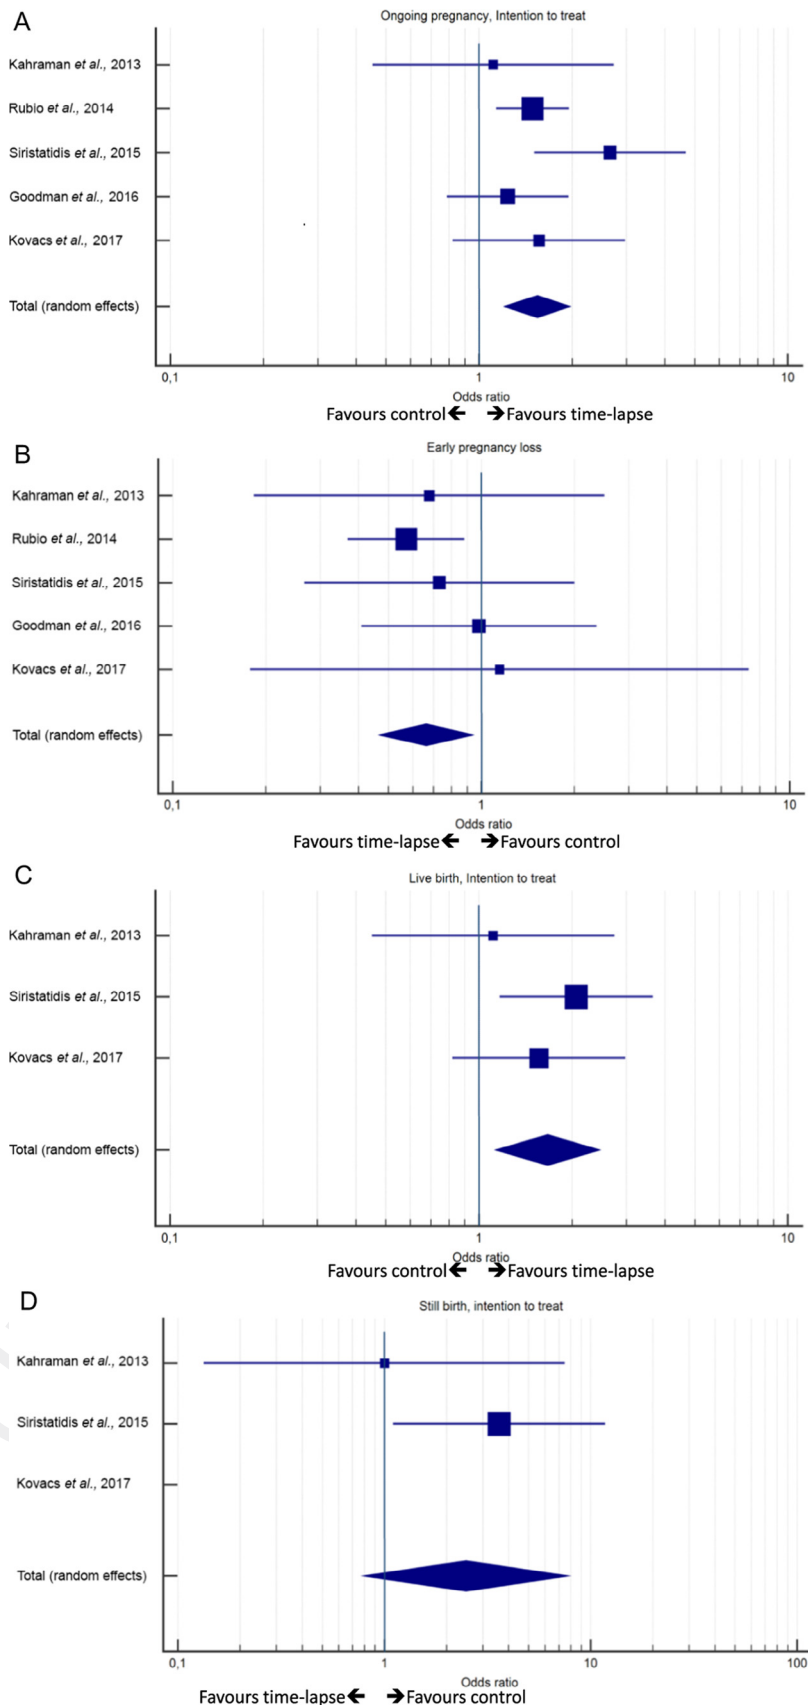 A
Ongoing pregnancy, Intention to treat
Kahraman et al., 2013
Rubio et al., 2014
Siristatidis et al., 2015
Goodman et al., 2016
Kovacs et al., 2017
Total (random effects)
0,1 1 10
Odds ratio
Favours control ← → Favours time-lapse
B
Early pregnancy loss
Kahraman et al., 2013
Rubio et al., 2014
Siristatidis et al., 2015
Goodman et al., 2016
Kovacs et al., 2017
Total (random effects)
0,1 1 10
Odds ratio
Favours time-lapse ← → Favours control
C
Live birth, Intention to treat
Kahraman et al., 2013
Siristatidis et al., 2015
Kovacs et al., 2017
Total (random effects)
0,1 1 10
Odds ratio
Favours control ← → Favours time-lapse
D
Still birth, intention to treat
Kahraman et al., 2013
Siristatidis et al., 2015
Kovacs et al., 2017
Total (random effects)
0,1 1 10 100
Odds ratio
Favours time-lapse ← → Favours control